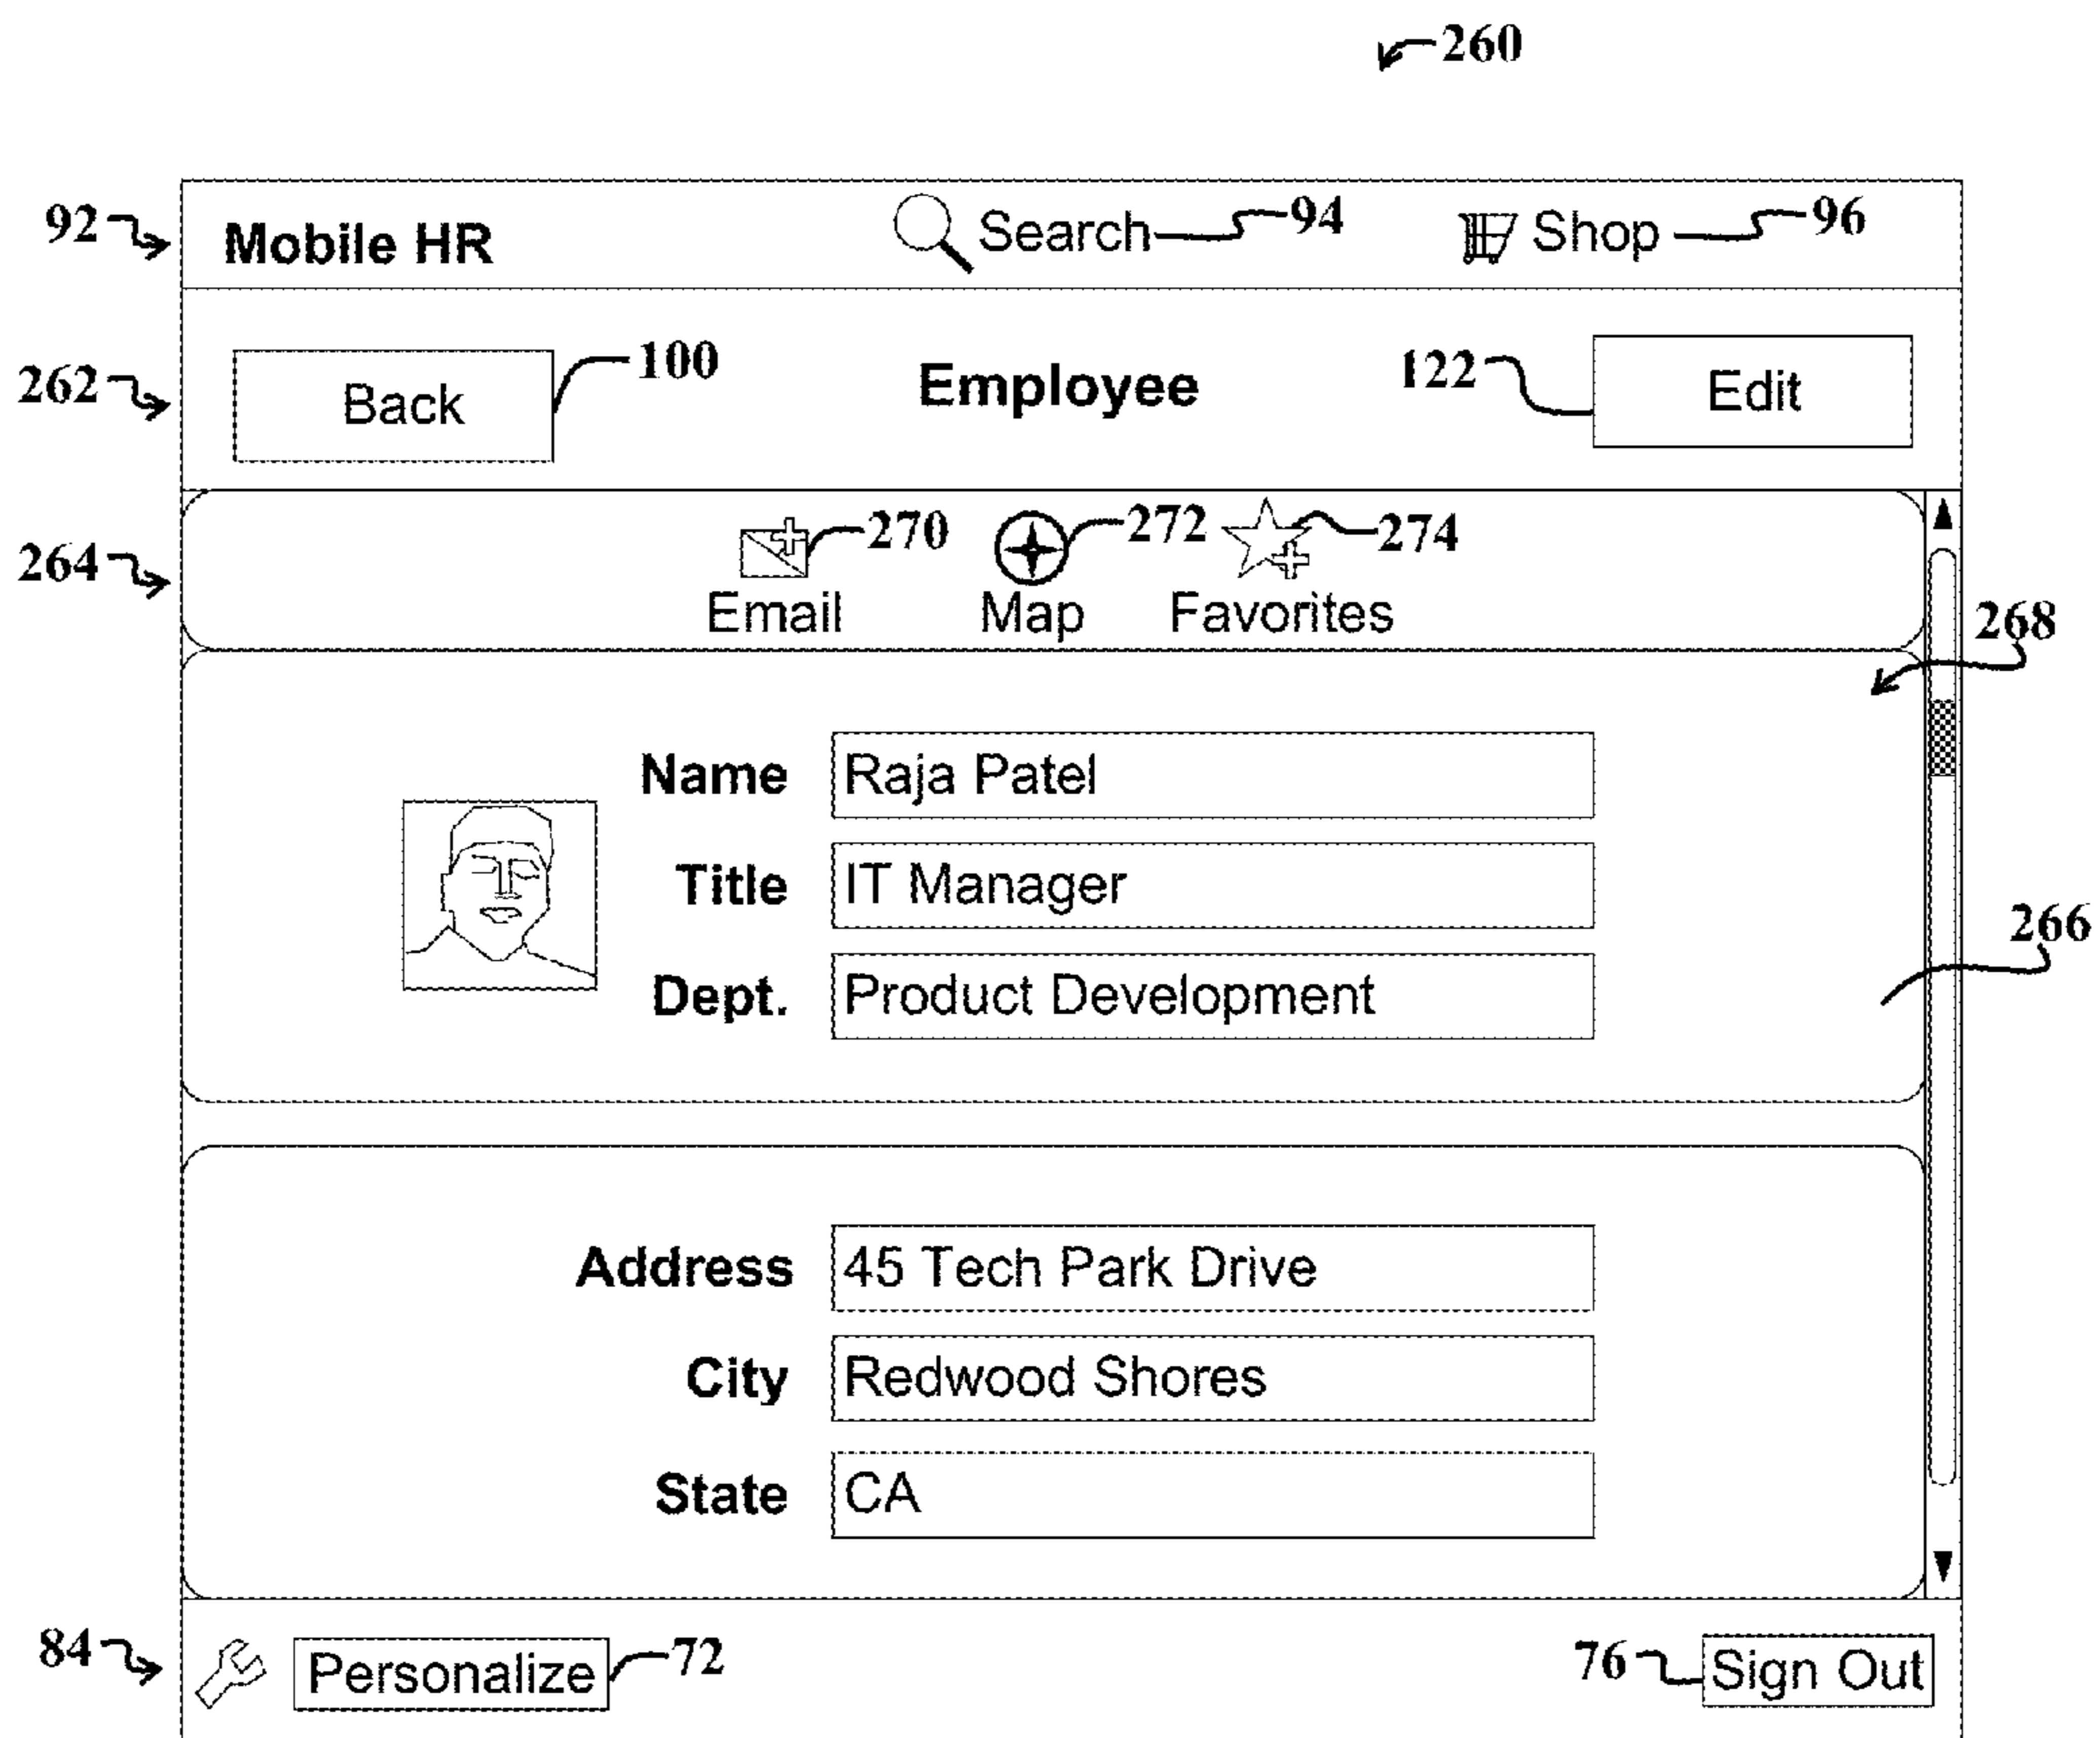 260
92 Mobile HR Search 94 Shop 96
262 Back 100 Employee 122 Edit
264 270 272 274
Email Map Favorites
268
Name Raja Patel
Title IT Manager
266
Dept. Product Development
Address 45 Tech Park Drive
City Redwood Shores
State CA
84 Personalize 72 76 Sign Out